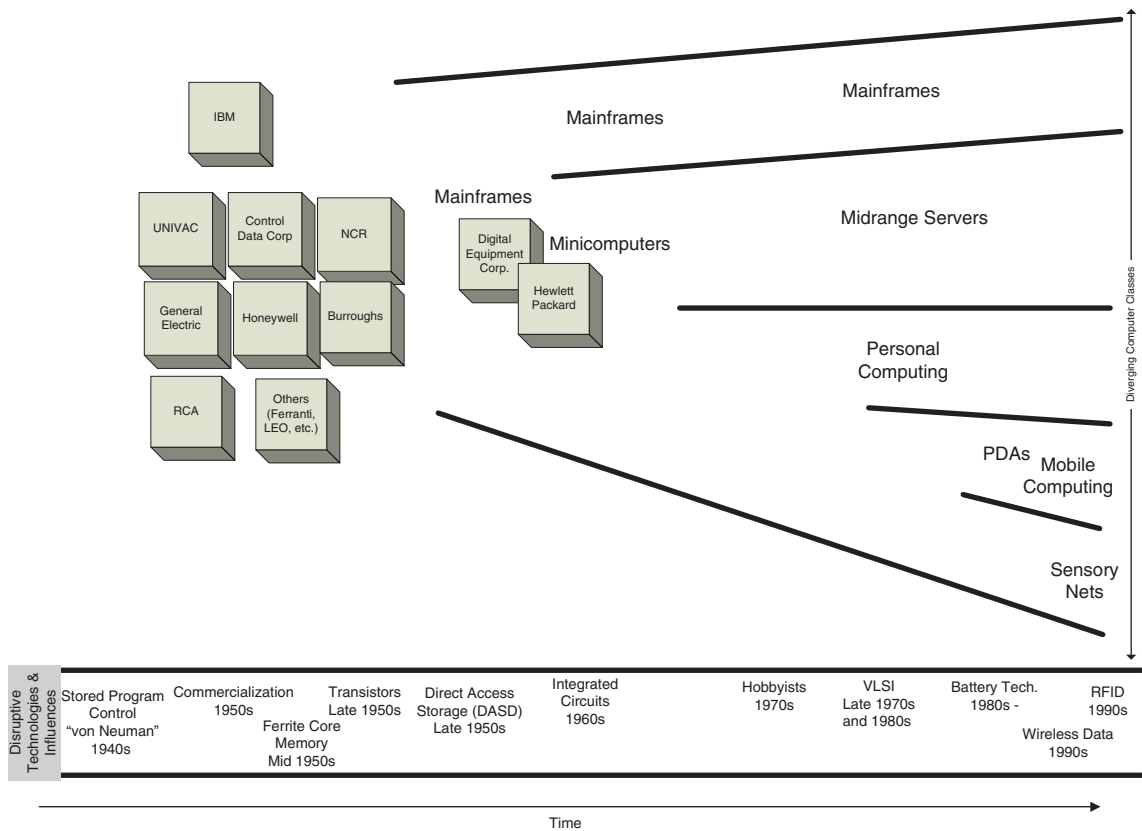 IBM
UNIVAC
Control
Data Corp
NCR
General
Electric
Honeywell
Burroughs
RCA
Others
(Ferranti,
LEO, etc.)
Mainframes
Digital
Equipment
Corp.
Hewlett
Packard
Minicomputers
Mainframes
Mainframes
Midrange Servers
Personal
Computing
PDAs
Mobile
Computing
Sensory
Nets
Diverging Computer Classes
Disruptive
Technologies &
Influences
Stored Program
Control
“von Neuman”
1940s
Commercialization
1950s
Ferrite Core
Memory
Mid 1950s
Transistors
Late 1950s
Direct Access
Storage (DASD)
Late 1950s
Integrated
Circuits
1960s
Hobbyists
1970s
VLSI
Late 1970s
and 1980s
Battery Tech.
1980s -
Wireless Data
1990s
RFID
1990s
Time